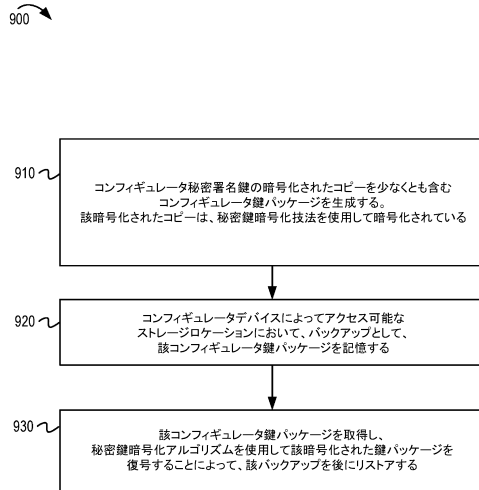 900
910
コンフィギュレータ秘密署名鍵の暗号化されたコピーを少なくとも含む
コンフィギュレータ鍵パッケージを生成する。
該暗号化されたコピーは、秘密鍵暗号化技法を使用して暗号化されている
920
コンフィギュレータデバイスによってアクセス可能な
ストレージロケーションにおいて、バックアップとして、
該コンフィギュレータ鍵パッケージを記憶する
930
該コンフィギュレータ鍵パッケージを取得し、
秘密鍵暗号化アルゴリズムを使用して該暗号化された鍵パッケージを
復号することによって、該バックアップを後にリストアする